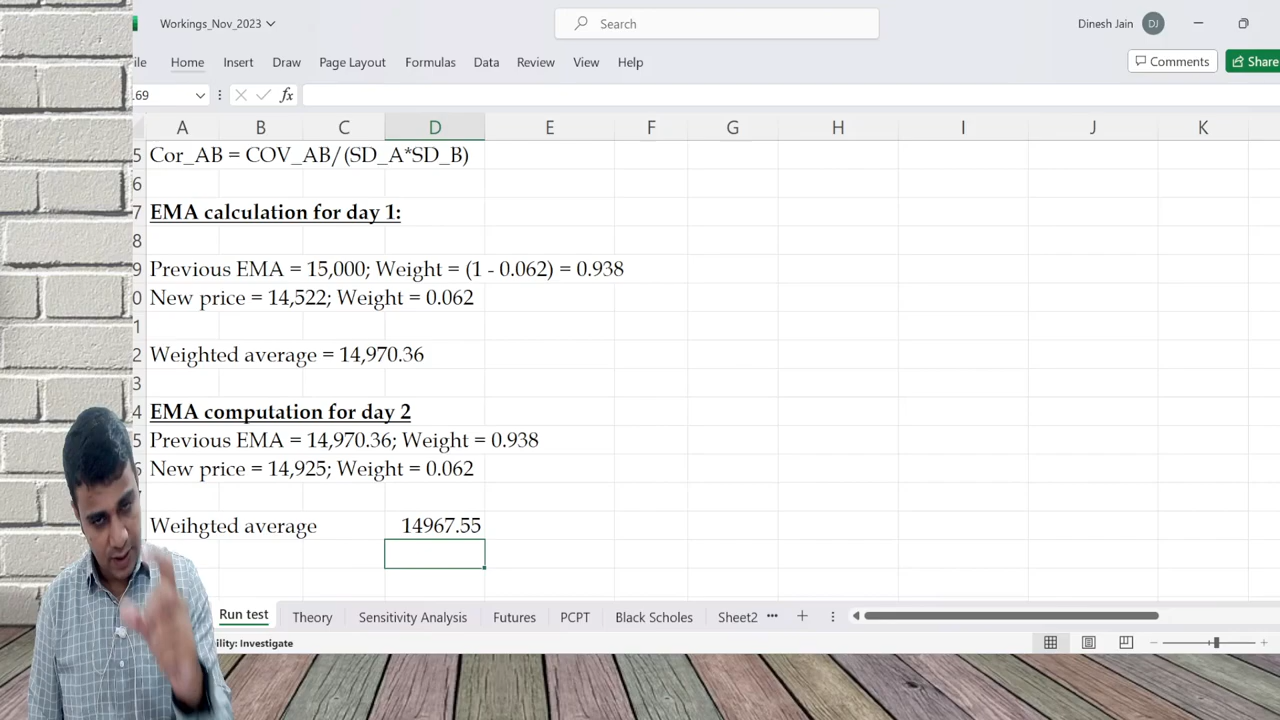 Workings_Nov_2023
Search
Dinesh Jain
DJ
ile
Home
Insert
Draw
Page Layout
Formulas
Data
Review
View
Help
Comments
Share
.69
fx
A B C D E F G H I J K
5 Cor_AB = COV_AB/(SD_A*SD_B)
6
7 EMA calculation for day 1:
8
9 Previous EMA = 15,000; Weight = (1 - 0.062) = 0.938
0 New price = 14,522; Weight = 0.062
1
2 Weighted average = 14,970.36
3
4 EMA computation for day 2
5 Previous EMA = 14,970.36; Weight = 0.938
New price = 14,925; Weight = 0.062
Weihgted average 14967.55
Run test
Theory
Sensitivity Analysis
Futures
PCPT
Black Scholes
Sheet2
bility: Investigate